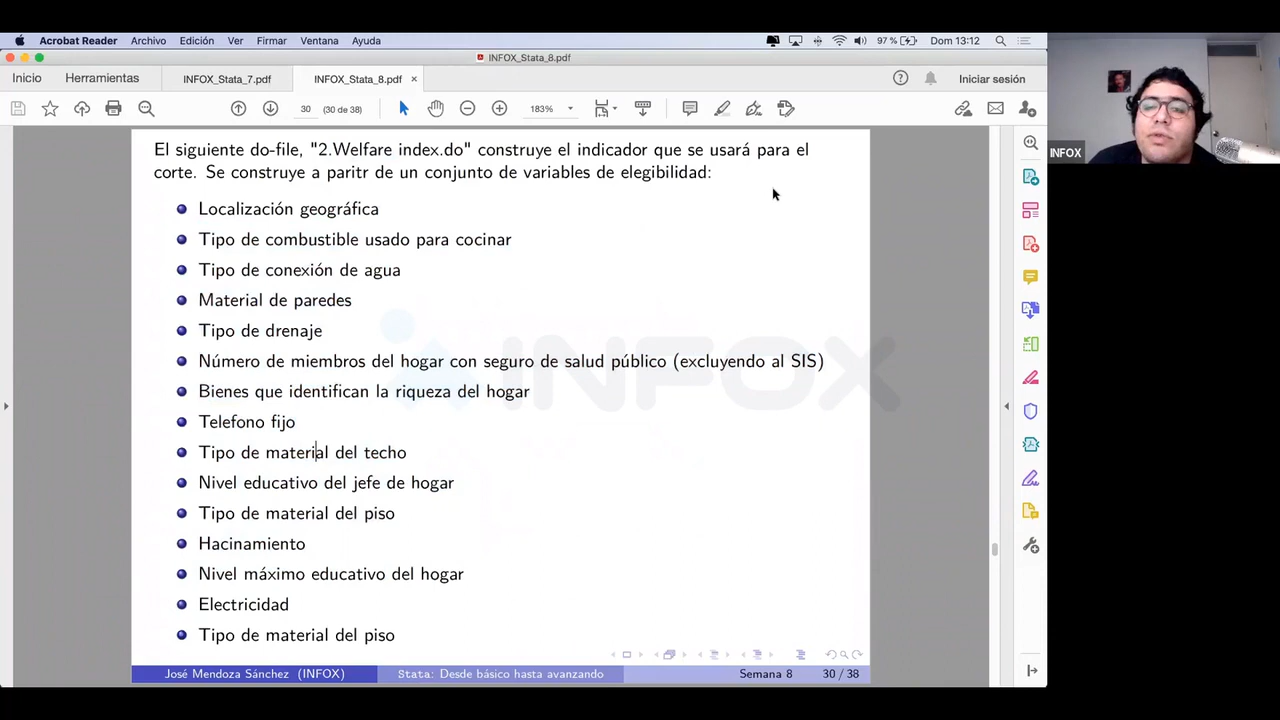 Acrobat Reader Archivo Edición Ver Firmar Ventana Ayuda 97 % Dom 13:12
INFOX_Stata_8.pdf
Inicio Herramientas INFOX_Stata_7.pdf INFOX_Stata_8.pdf × Iniciar sesión
30 (30 de 38) 183%
El siguiente do-file, "2.Welfare index.do" construye el indicador que se usará para el
corte. Se construye a paritr de un conjunto de variables de elegibilidad:
Localización geográfica
Tipo de combustible usado para cocinar
Tipo de conexión de agua
Material de paredes
Tipo de drenaje
Número de miembros del hogar con seguro de salud público (excluyendo al SIS)
Bienes que identifican la riqueza del hogar
Telefono fijo
Tipo de material del techo
Nivel educativo del jefe de hogar
Tipo de material del piso
Hacinamiento
Nivel máximo educativo del hogar
Electricidad
Tipo de material del piso
INFOX
José Mendoza Sánchez (INFOX) Stata: Desde básico hasta avanzando Semana 8 30 / 38
INFOX